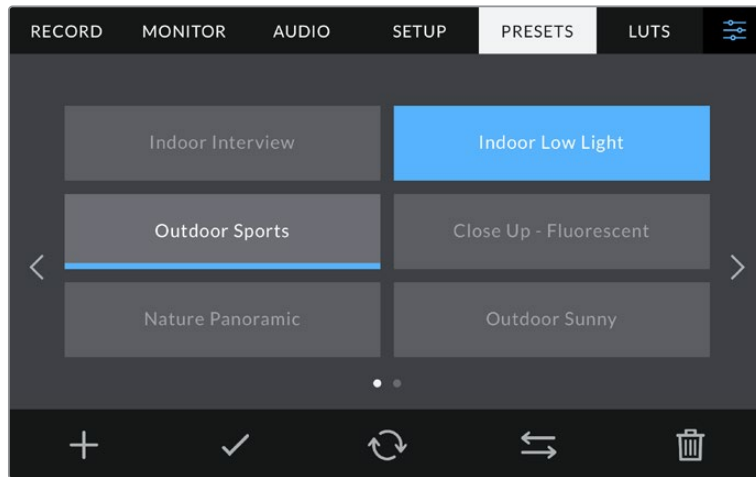 RECORD MONITOR AUDIO SETUP PRESETS LUTS
Indoor Interview Indoor Low Light
Outdoor Sports Close Up - Fluorescent
Nature Panoramic Outdoor Sunny